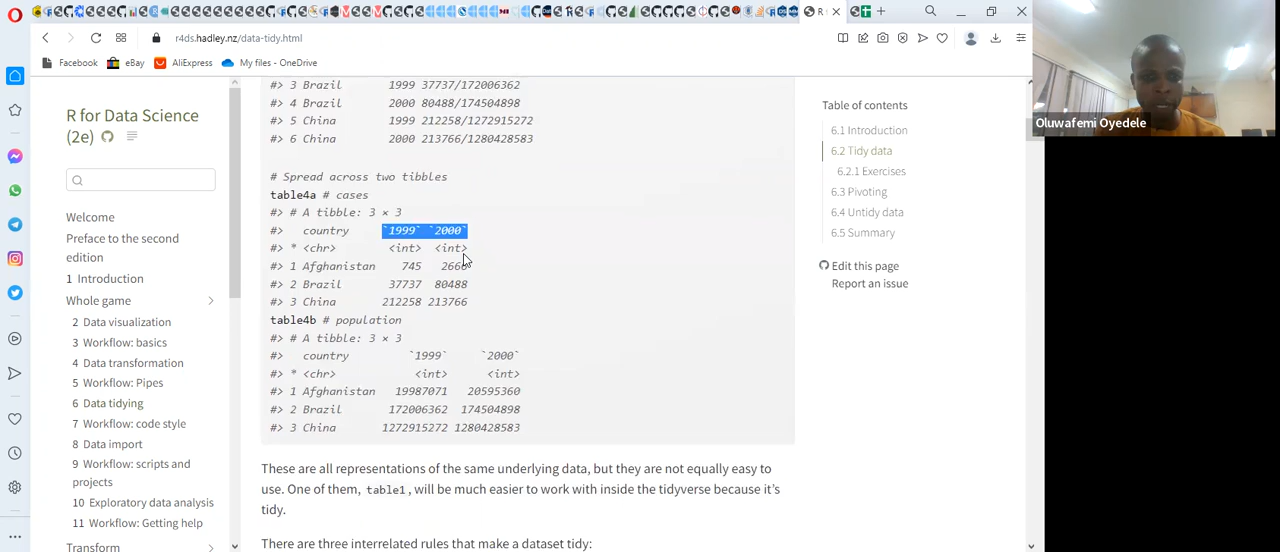 R
r4ds.hadley.nz/data-tidy.html
Facebook
eBay
AliExpress
My files - OneDrive
R for Data Science
(2e)
Welcome
Preface to the second
edition
1 Introduction
Whole game
2 Data visualization
3 Workflow: basics
4 Data transformation
5 Workflow: Pipes
6 Data tidying
7 Workflow: code style
8 Data import
9 Workflow: scripts and
projects
10 Exploratory data analysis
11 Workflow: Getting help
Transform
#> 3 Brazil 1999 37737/172006362
#> 4 Brazil 2000 80488/174504898
#> 5 China 1999 212258/1272915272
#> 6 China 2000 213766/1280428583
# Spread across two tibbles
table4a # cases
#> # A tibble: 3 × 3
#> country `1999` `2000`
#> * <chr> <int> <int>
#> 1 Afghanistan 745 2666
#> 2 Brazil 37737 80488
#> 3 China 212258 213766
table4b # population
#> # A tibble: 3 × 3
#> country `1999` `2000`
#> * <chr> <int> <int>
#> 1 Afghanistan 19987071 20595360
#> 2 Brazil 172006362 174504898
#> 3 China 1272915272 1280428583
These are all representations of the same underlying data, but they are not equally easy to
use. One of them, table1, will be much easier to work with inside the tidyverse because it's
tidy.
There are three interrelated rules that make a dataset tidy:
Table of contents
6.1 Introduction
6.2 Tidy data
6.2.1 Exercises
6.3 Pivoting
6.4 Untidy data
6.5 Summary
Edit this page
Report an issue
Oluwafemi Oyedele